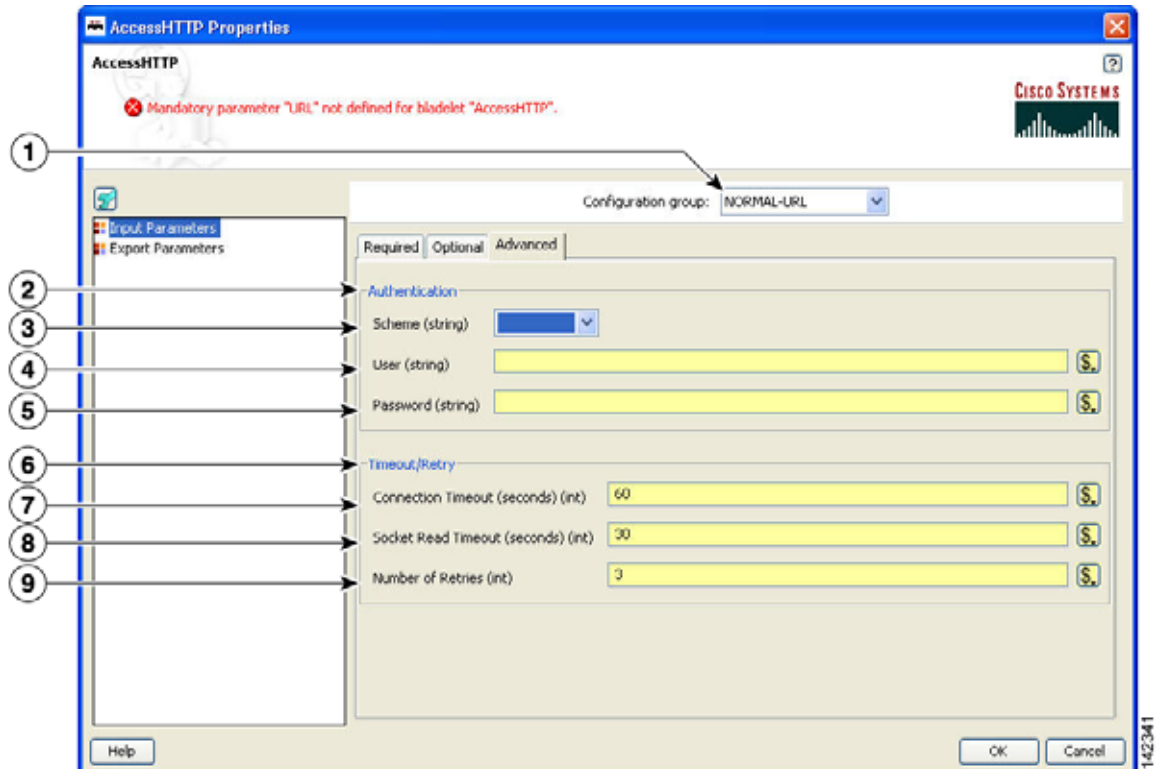 AccessHTTP Properties
AccessHTTP
Mandatory parameter "URL" not defined for bladelet "AccessHTTP".
CISCO SYSTEMS
1
Configuration group: NORMAL-URL
Input Parameters
Export Parameters
Required Optional Advanced
2
Authentication
3
Scheme (string)
4
User (string)
$.
5
Password (string)
$.
6
Timeout/Retry
7
Connection Timeout (seconds) (int) 60
$.
8
Socket Read Timeout (seconds) (int) 30
$.
9
Number of Retries (int) 3
$.
Help
OK
Cancel
142341